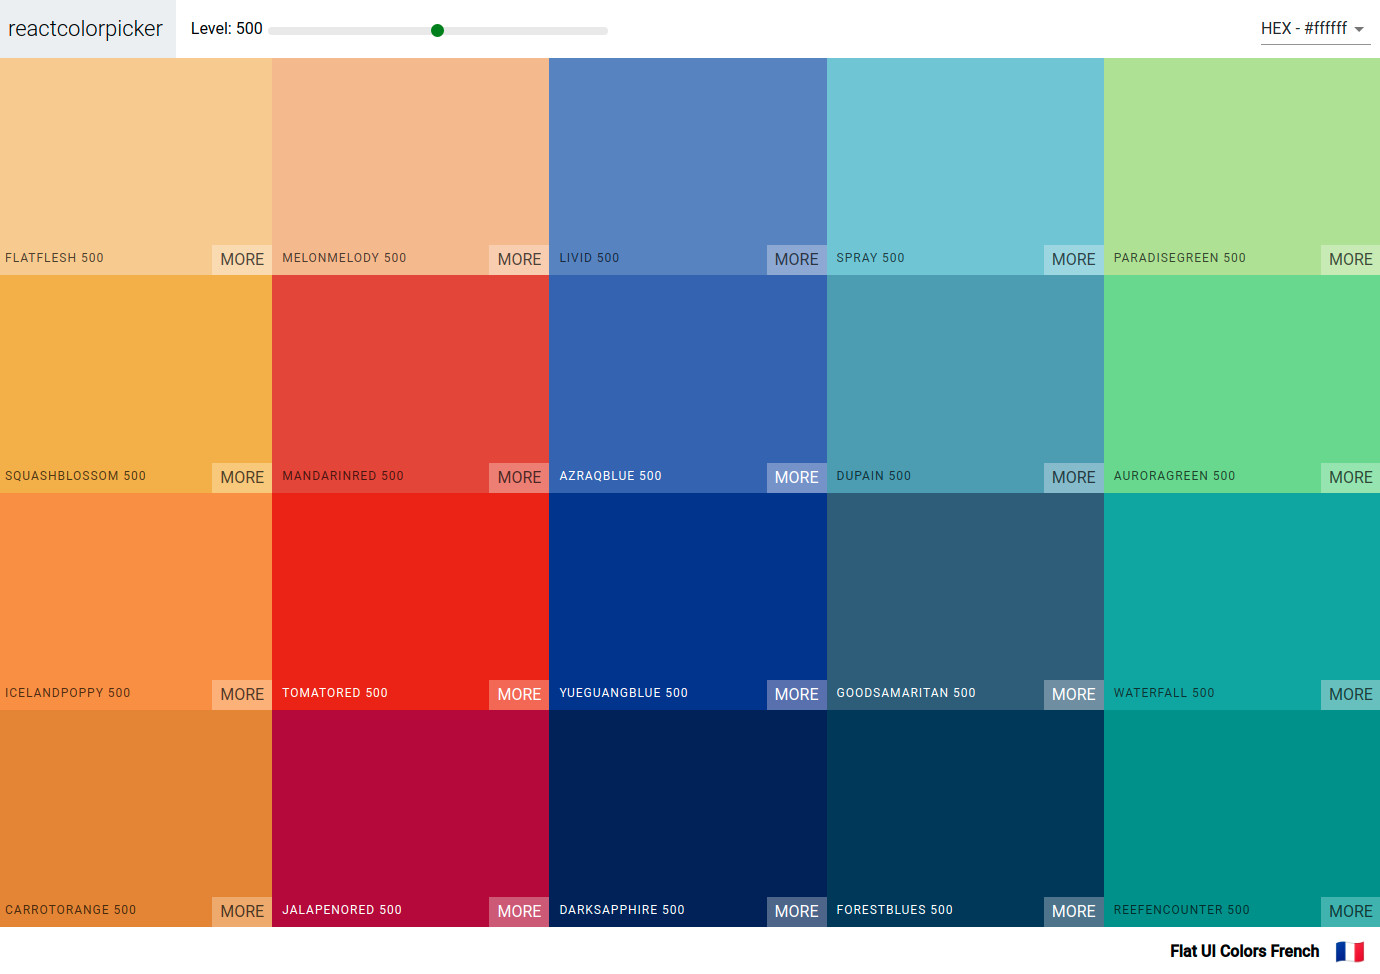 reactcolorpicker Level: 500 HEX - #ffffff
FLATFLESH 500 MORE MELONMELODY 500 MORE LIVID 500 MORE SPRAY 500 MORE PARADISEGREEN 500 MORE
SQUASHBLOSSOM 500 MORE MANDARINRED 500 MORE AZRAQBLUE 500 MORE DUPAIN 500 MORE AURORAGREEN 500 MORE
ICELANDPOPPY 500 MORE TOMATORED 500 MORE YUEGUANGBLUE 500 MORE GOODSAMARITAN 500 MORE WATERFALL 500 MORE
CARROTORANGE 500 MORE JALAPENORED 500 MORE DARKSAPPHIRE 500 MORE FORESTBLUES 500 MORE REEFENCOUNTER 500 MORE
Flat UI Colors French